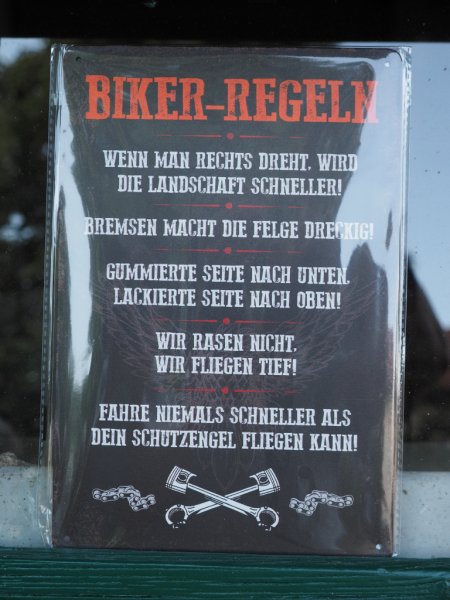 BIKER-REGELN
WENN MAN RECHTS DREHT, WIRD
DIE LANDSCHAFT SCHNELLER!
BREMSEN MACHT DIE FELGE DRECKIG!
GUMMIERTE SEITE NACH UNTEN,
LACKIERTE SEITE NACH OBEN!
WIR RASEN NICHT,
WIR FLIEGEN TIEF!
FAHRE NIEMALS SCHNELLER ALS
DEIN SCHUTZENGEL FLIEGEN KANN!